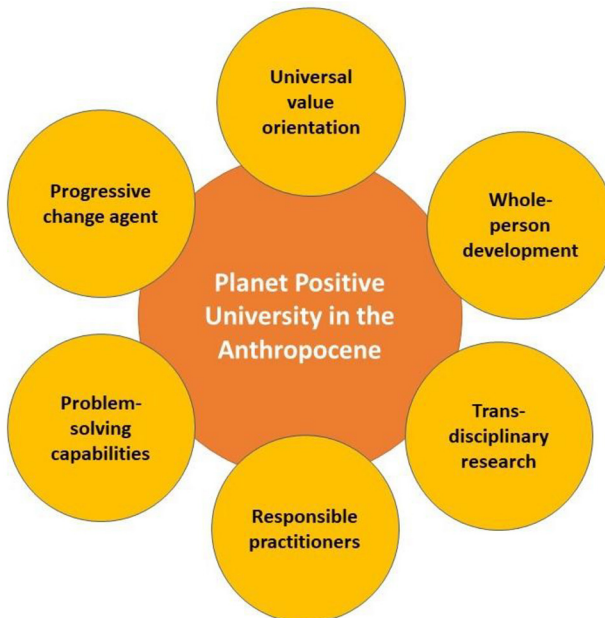 Universal
value
orientation
Whole-
person
development
Trans-
disciplinary
research
Responsible
practitioners
Problem-
solving
capabilities
Progressive
change agent
Planet Positive
University in the
Anthropocene